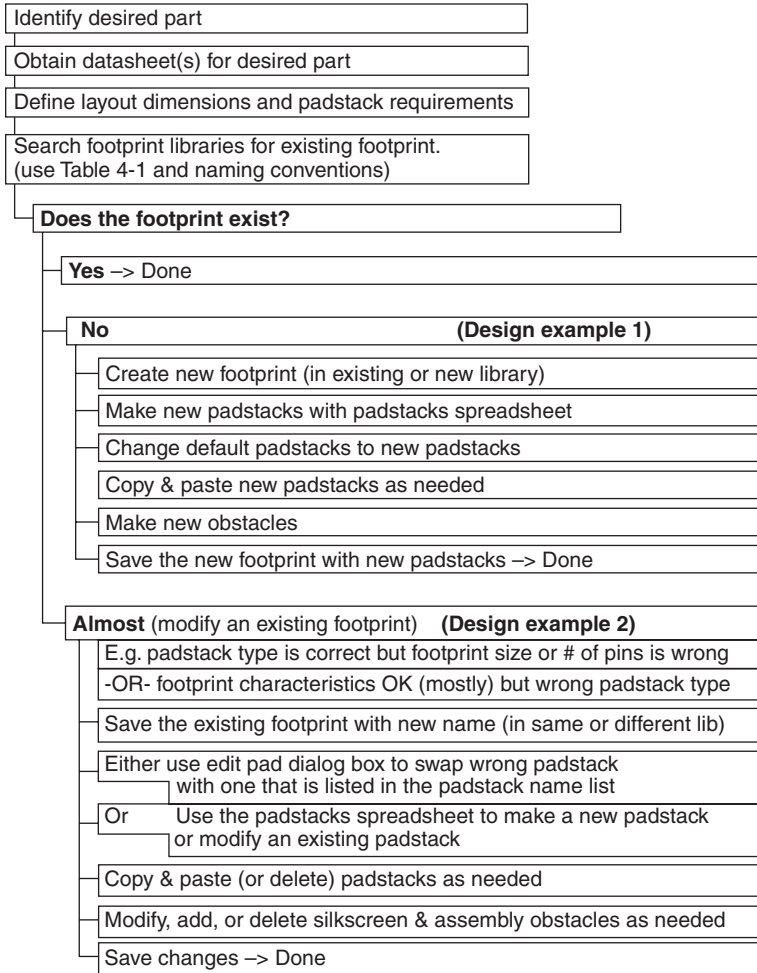 Identify desired part
Obtain datasheet(s) for desired part
Define layout dimensions and padstack requirements
Search footprint libraries for existing footprint.
(use Table 4-1 and naming conventions)
Does the footprint exist?
Yes –> Done
No (Design example 1)
Create new footprint (in existing or new library)
Make new padstacks with padstacks spreadsheet
Change default padstacks to new padstacks
Copy & paste new padstacks as needed
Make new obstacles
Save the new footprint with new padstacks –> Done
Almost (modify an existing footprint) (Design example 2)
E.g. padstack type is correct but footprint size or # of pins is wrong
-OR- footprint characteristics OK (mostly) but wrong padstack type
Save the existing footprint with new name (in same or different lib)
Either use edit pad dialog box to swap wrong padstack
with one that is listed in the padstack name list
Or Use the padstacks spreadsheet to make a new padstack
or modify an existing padstack
Copy & paste (or delete) padstacks as needed
Modify, add, or delete silkscreen & assembly obstacles as needed
Save changes –> Done